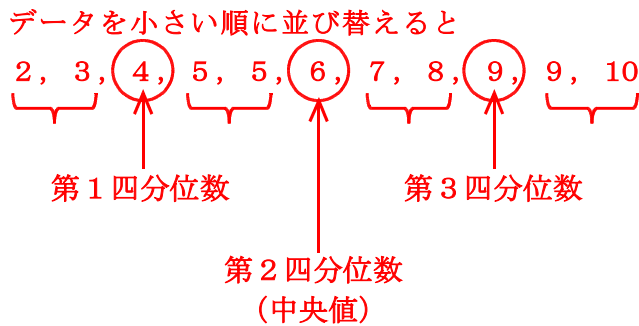 データを小さい順に並び替えると
2, 3, 4, 5, 5, 6, 7, 8, 9, 9, 10
第1四分位数 第3四分位数
第2四分位数
(中央値)